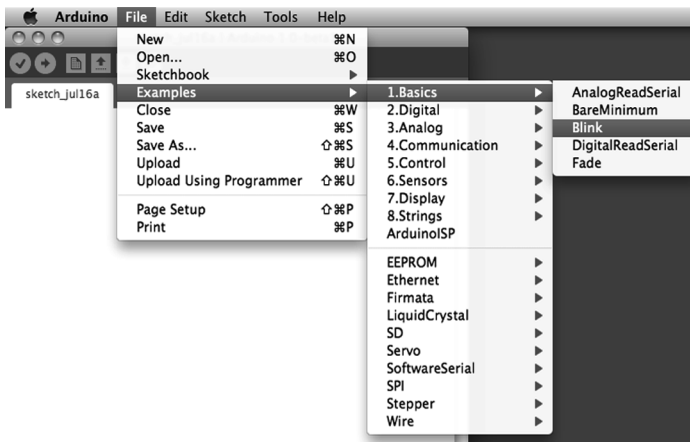 Arduino File Edit Sketch Tools Help
sketch_jul16a
New ⌘N
Open... ⌘O
Sketchbook
Examples
Close ⌘W
Save ⌘S
Save As... ⇧⌘S
Upload ⌘U
Upload Using Programmer ⇧⌘U
Page Setup ⇧⌘P
Print ⌘P
1.Basics
2.Digital
3.Analog
4.Communication
5.Control
6.Sensors
7.Display
8.Strings
ArduinoISP
EEPROM
Ethernet
Firmata
LiquidCrystal
SD
Servo
SoftwareSerial
SPI
Stepper
Wire
AnalogReadSerial
BareMinimum
Blink
DigitalReadSerial
Fade